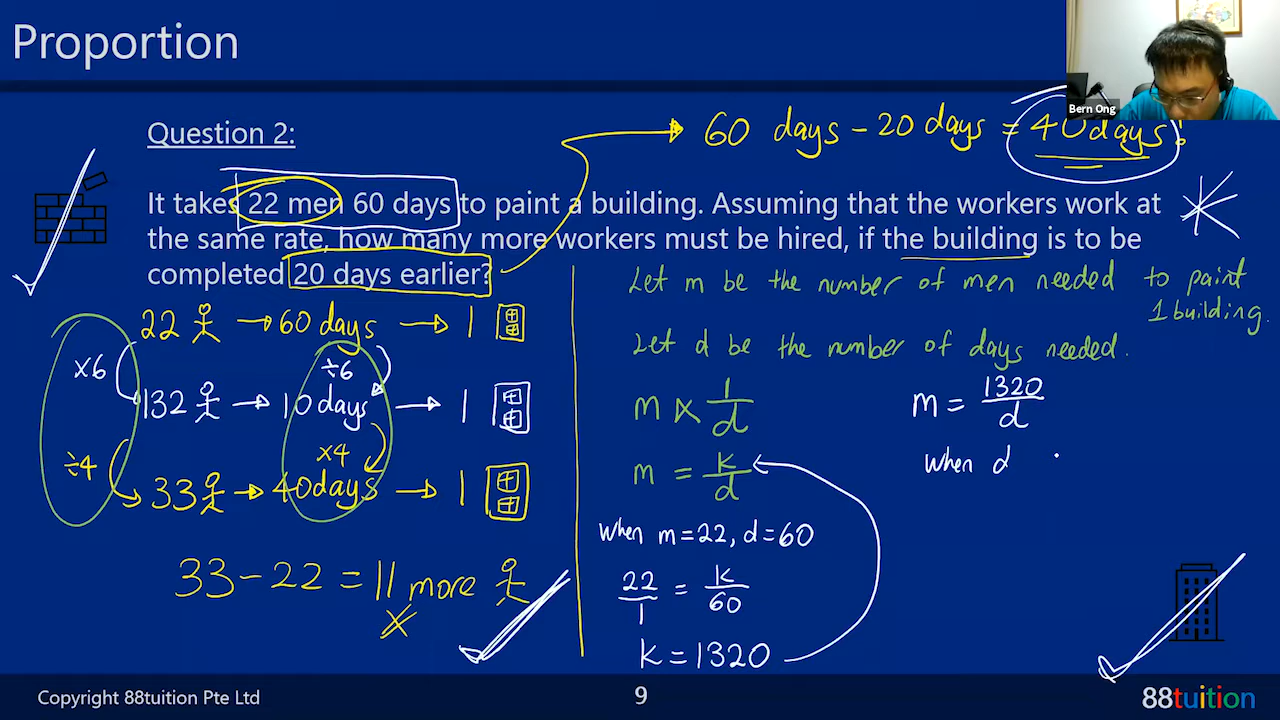 Proportion
Bern Ong
60 days - 20 days = 40 days!
Question 2:
It takes 22 men 60 days to paint a building. Assuming that the workers work at
the same rate, how many more workers must be hired, if the building is to be
completed 20 days earlier?
22 → 60 days → 1
×6
÷6
132 → 10 days → 1
÷4
×4
33 → 40days → 1
33 - 22 = 11 more
Let m be the number of men needed to paint
1 building.
Let d be the number of days needed.
m ∝ 1/d
m = k/d
When m=22, d=60
22/1 = k/60
k = 1320
m = 1320/d
When d
Copyright 88tuition Pte Ltd
9
88tuition